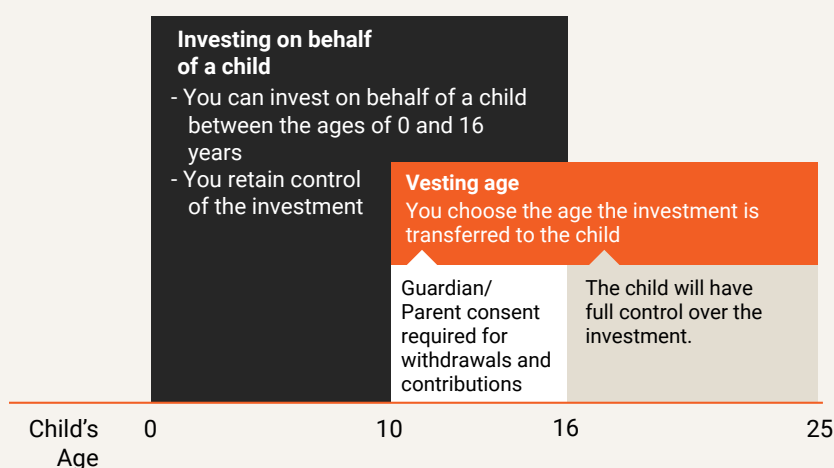 Investing on behalf
of a child
- You can invest on behalf of a child
between the ages of 0 and 16
years
- You retain control
of the investment
Vesting age
You choose the age the investment is
transferred to the child
Guardian/
Parent consent
required for
withdrawals and
contributions
The child will have
full control over the
investment.
Child's
Age
0 10 16 25